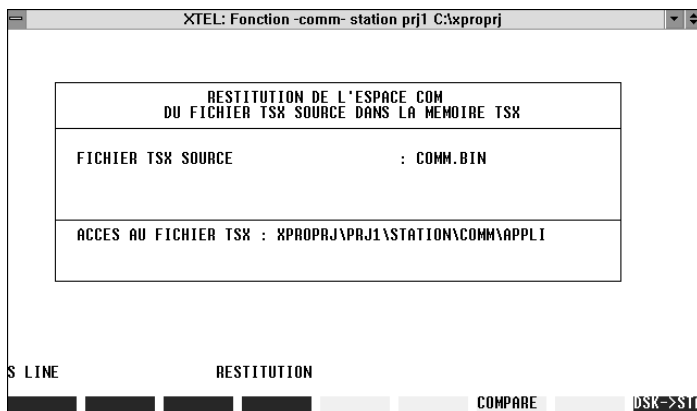 XTEL: Fonction -comm- station prj1 C:\xproprj
RESTITUTION DE L'ESPACE COM
DU FICHIER TSX SOURCE DANS LA MEMOIRE TSX
FICHIER TSX SOURCE : COMM.BIN
ACCES AU FICHIER TSX : XPROPRJ\PRJ1\STATION\COMM\APPLI
S LINE RESTITUTION
COMPARE DSK->ST